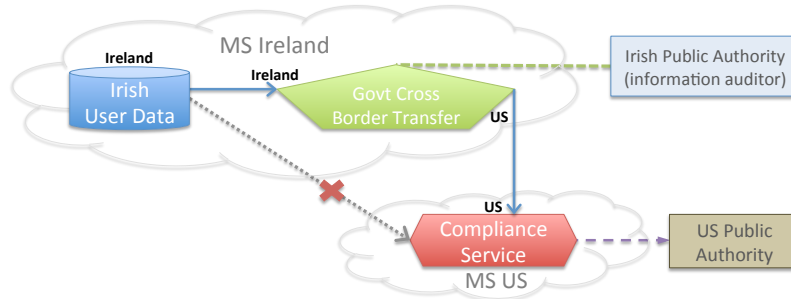 MS Ireland
Ireland
Irish
User Data
Ireland
Govt Cross
Border Transfer
US
Irish Public Authority
(information auditor)
US
Compliance
Service
MS US
US Public
Authority